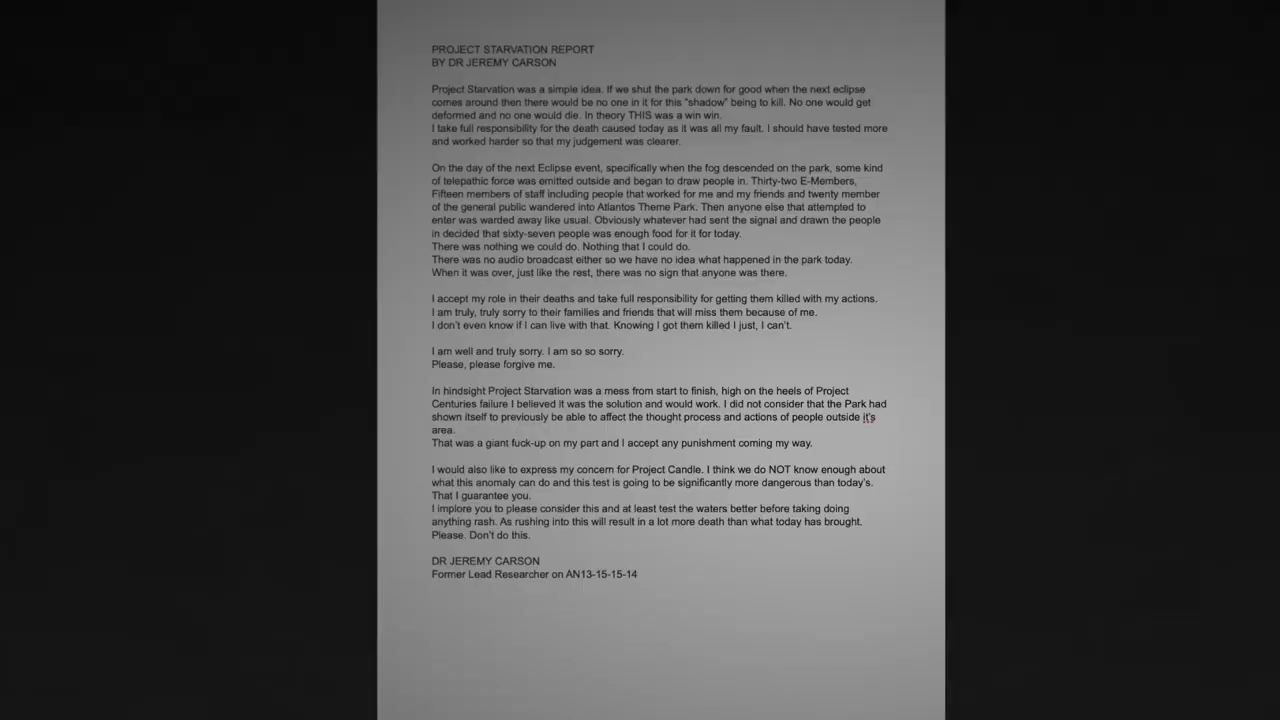 PROJECT STARVATION REPORT
BY DR JEREMY CARSON
Project Starvation was a simple idea. If we shut the park down for good when the next eclipse
comes around then there would be no one in it for this “shadow” being to kill. No one would get
deformed and no one would die. In theory THIS was a win win.
I take full responsibility for the death caused today as it was all my fault. I should have tested more
and worked harder so that my judgement was clearer.
On the day of the next Eclipse event, specifically when the fog descended on the park, some kind
of telepathic force was emitted outside and began to draw people in. Thirty-two E-Members,
Fifteen members of staff including people that worked for me and my friends and twenty member
of the general public wandered into Atlantos Theme Park. Then anyone else that attempted to
enter was warded away like usual. Obviously whatever had sent the signal and drawn the people
in decided that sixty-seven people was enough food for it for today.
There was nothing we could do. Nothing that I could do.
There was no audio broadcast either so we have no idea what happened in the park today.
When it was over, just like the rest, there was no sign that anyone was there.
I accept my role in their deaths and take full responsibility for getting them killed with my actions.
I am truly, truly sorry to their families and friends that will miss them because of me.
I don’t even know if I can live with that. Knowing I got them killed I just, I can’t.
I am well and truly sorry. I am so so sorry.
Please, please forgive me.
In hindsight Project Starvation was a mess from start to finish, high on the heels of Project
Centuries failure I believed it was the solution and would work. I did not consider that the Park had
shown itself to previously be able to affect the thought process and actions of people outside it’s
area.
That was a giant fuck-up on my part and I accept any punishment coming my way.
I would also like to express my concern for Project Candle. I think we do NOT know enough about
what this anomaly can do and this test is going to be significantly more dangerous than today’s.
That I guarantee you.
I implore you to please consider this and at least test the waters better before taking doing
anything rash. As rushing into this will result in a lot more death than what today has brought.
Please. Don’t do this.
DR JEREMY CARSON
Former Lead Researcher on AN13-15-15-14